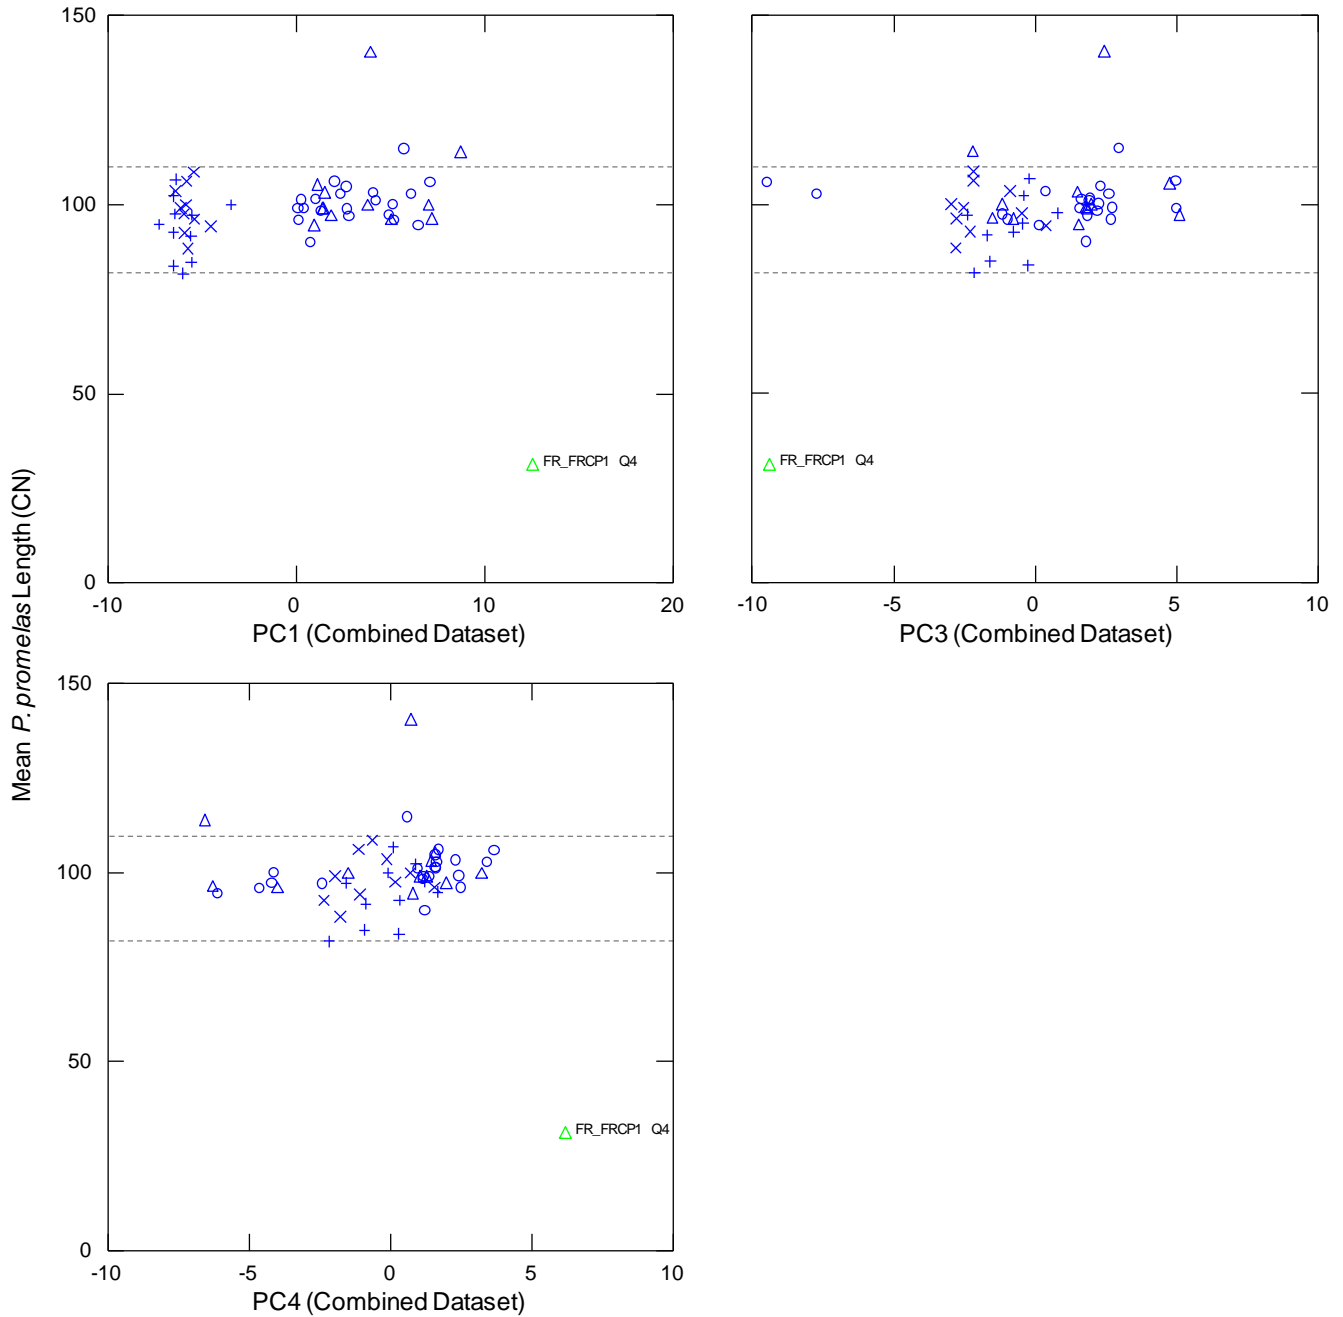 Mean P. promelas Length (CN)
150
100
50
0
FR_FRCP1 Q4
-10 0 10 20
PC1 (Combined Dataset)
FR_FRCP1 Q4
-10 -5 0 5 10
PC3 (Combined Dataset)
150
100
50
0
FR_FRCP1 Q4
-10 -5 0 5 10
PC4 (Combined Dataset)